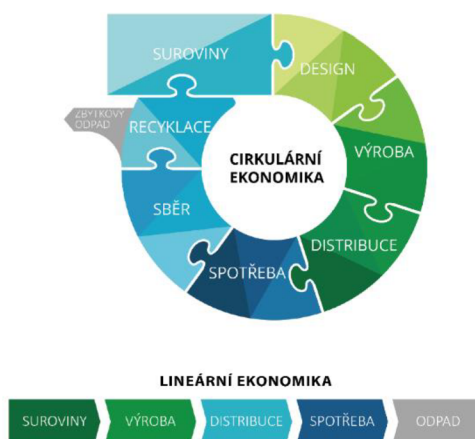 SUROVINY
DESIGN
ZBYTKOVÝ
ODPAD
RECYKLACE
CIRKULÁRNÍ
EKONOMIKA
VÝROBA
SBĚR
DISTRIBUCE
SPOTŘEBA
LINEÁRNÍ EKONOMIKA
SUROVINY
VÝROBA
DISTRIBUCE
SPOTŘEBA
ODPAD